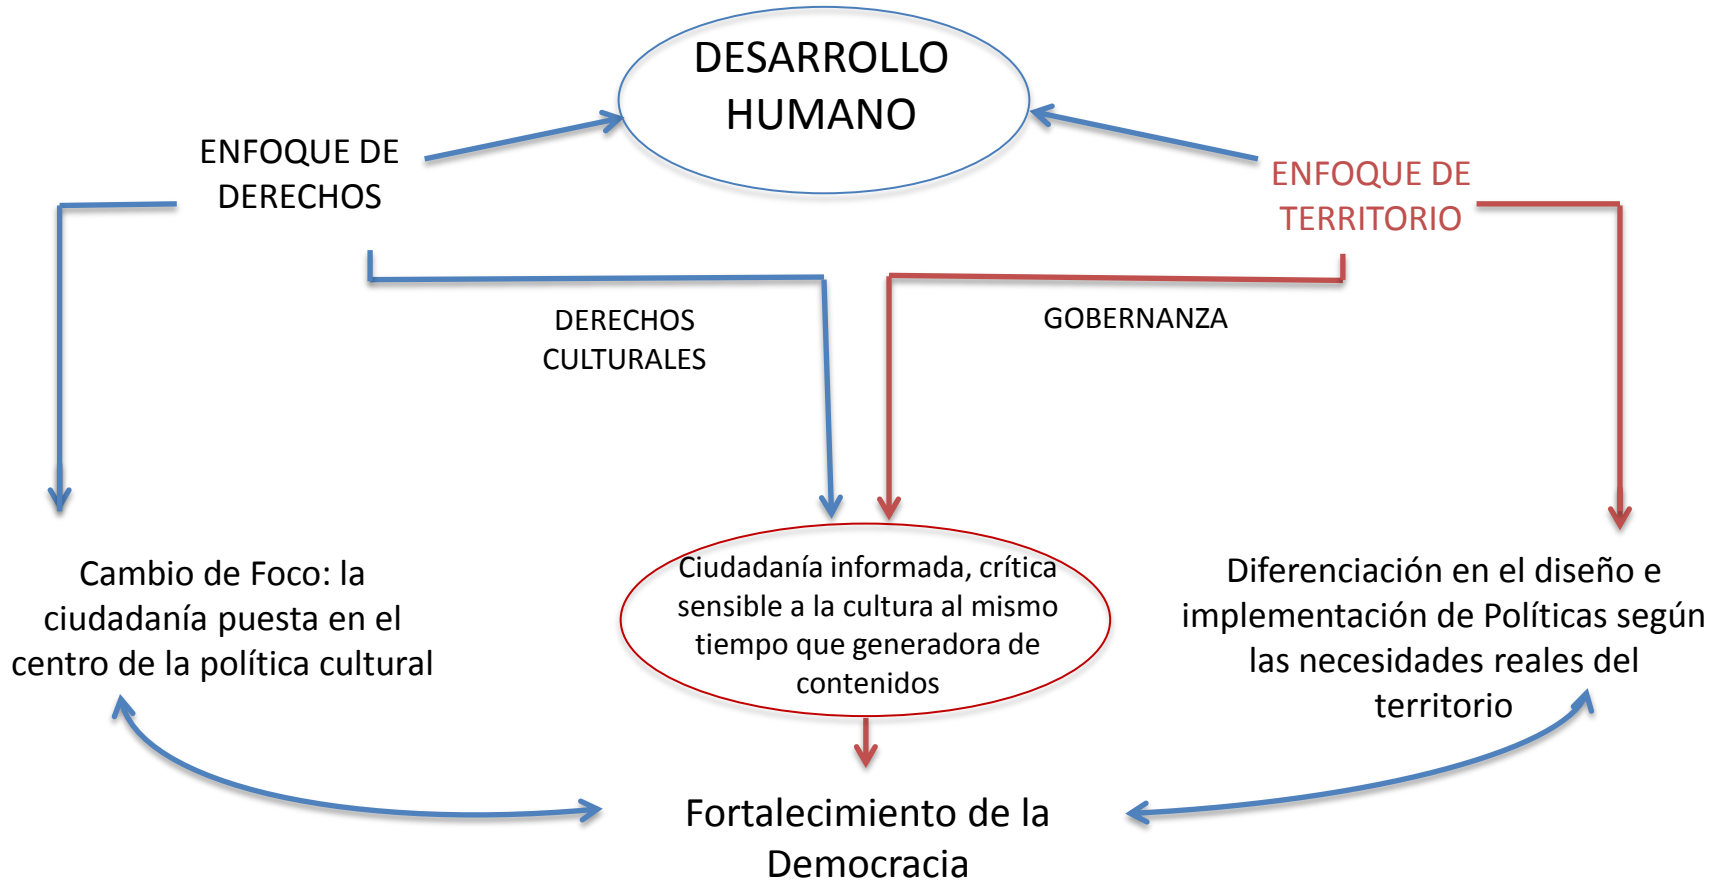 DESARROLLO
HUMANO
ENFOQUE DE
DERECHOS
ENFOQUE DE
TERRITORIO
DERECHOS
CULTURALES
GOBERNANZA
Cambio de Foco: la
ciudadanía puesta en el
centro de la política cultural
Ciudadanía informada, crítica
sensible a la cultura al mismo
tiempo que generadora de
contenidos
Diferenciación en el diseño e
implementación de Políticas según
las necesidades reales del
territorio
Fortalecimiento de la
Democracia